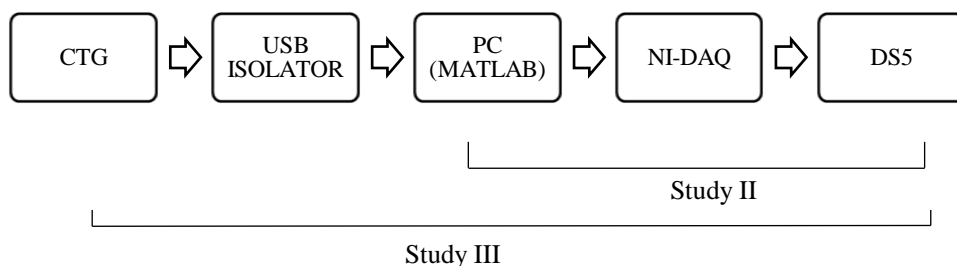 CTG
USB
ISOLATOR
PC
(MATLAB)
NI-DAQ
DS5
Study II
Study III